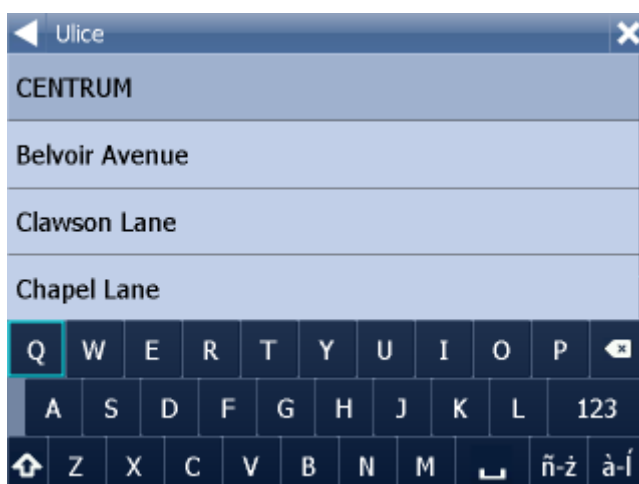 Ulice
CENTRUM
Belvoir Avenue
Clawson Lane
Chapel Lane
Q W E R T Y U I O P
A S D F G H J K L 123
Z X C V B N M ñ-ż à-Í